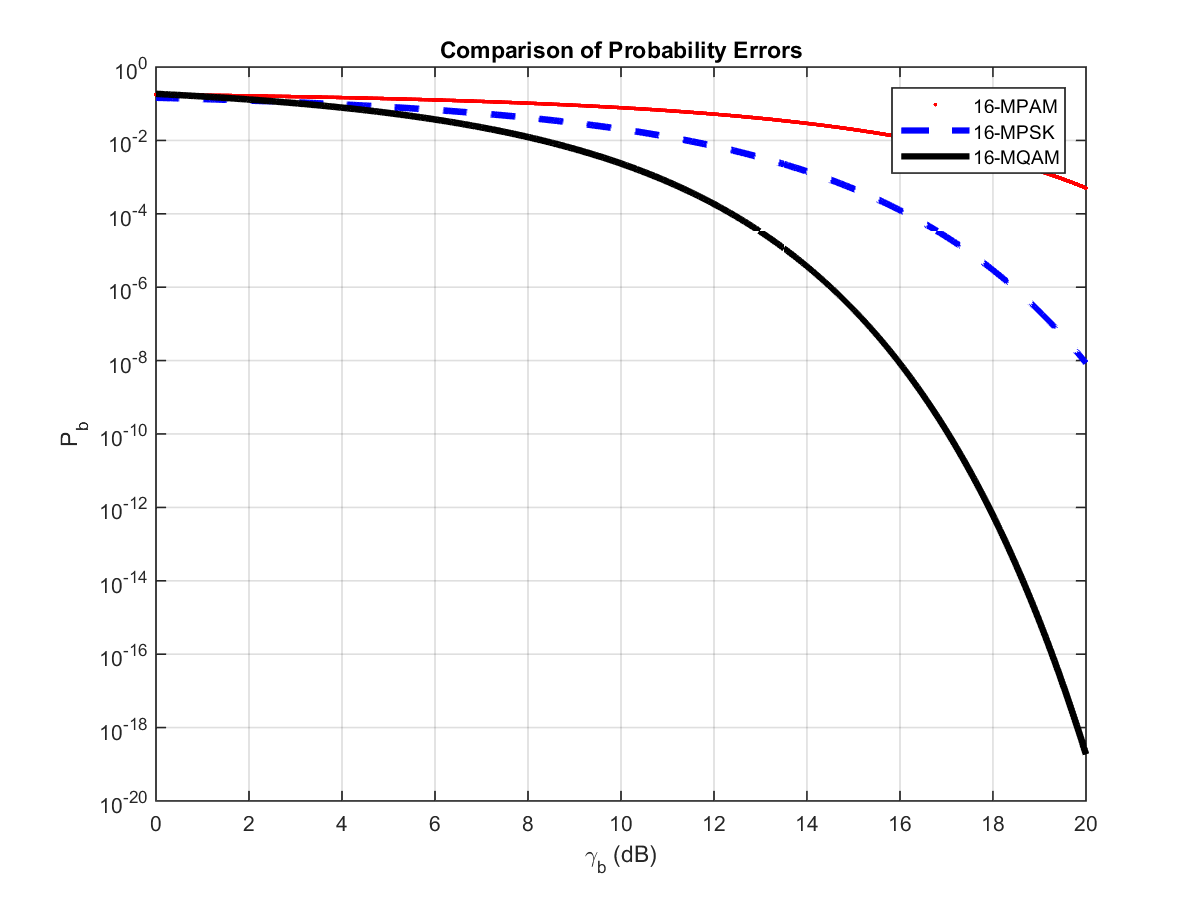 Comparison of Probability Errors
10^0
10^-2
10^-4
10^-6
10^-8
10^-10
10^-12
10^-14
10^-16
10^-18
10^-20
P_b
16-MPAM
16-MPSK
16-MQAM
0 2 4 6 8 10 12 14 16 18 20
γ_b (dB)